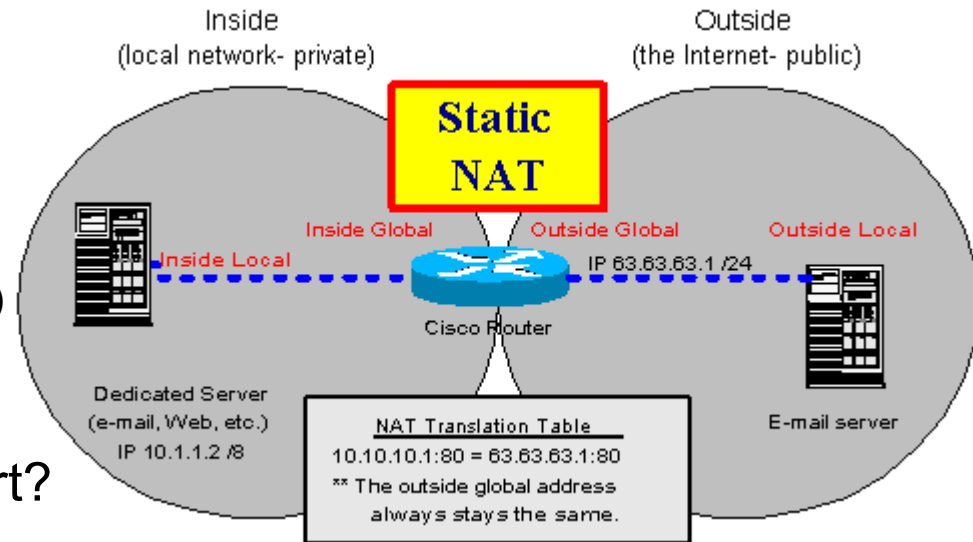 Inside
(local network- private)
Outside
(the Internet- public)
Static
NAT
Inside Global
Outside Global
Outside Local
Inside Local
IP 63.63.63.1 /24
Cisco Router
Dedicated Server
(e-mail, Web, etc.)
IP 10.1.1.2 /8
E-mail server
NAT Translation Table
10.10.10.1:80 = 63.63.63.1:80
** The outside global address
always stays the same.
)
rt?